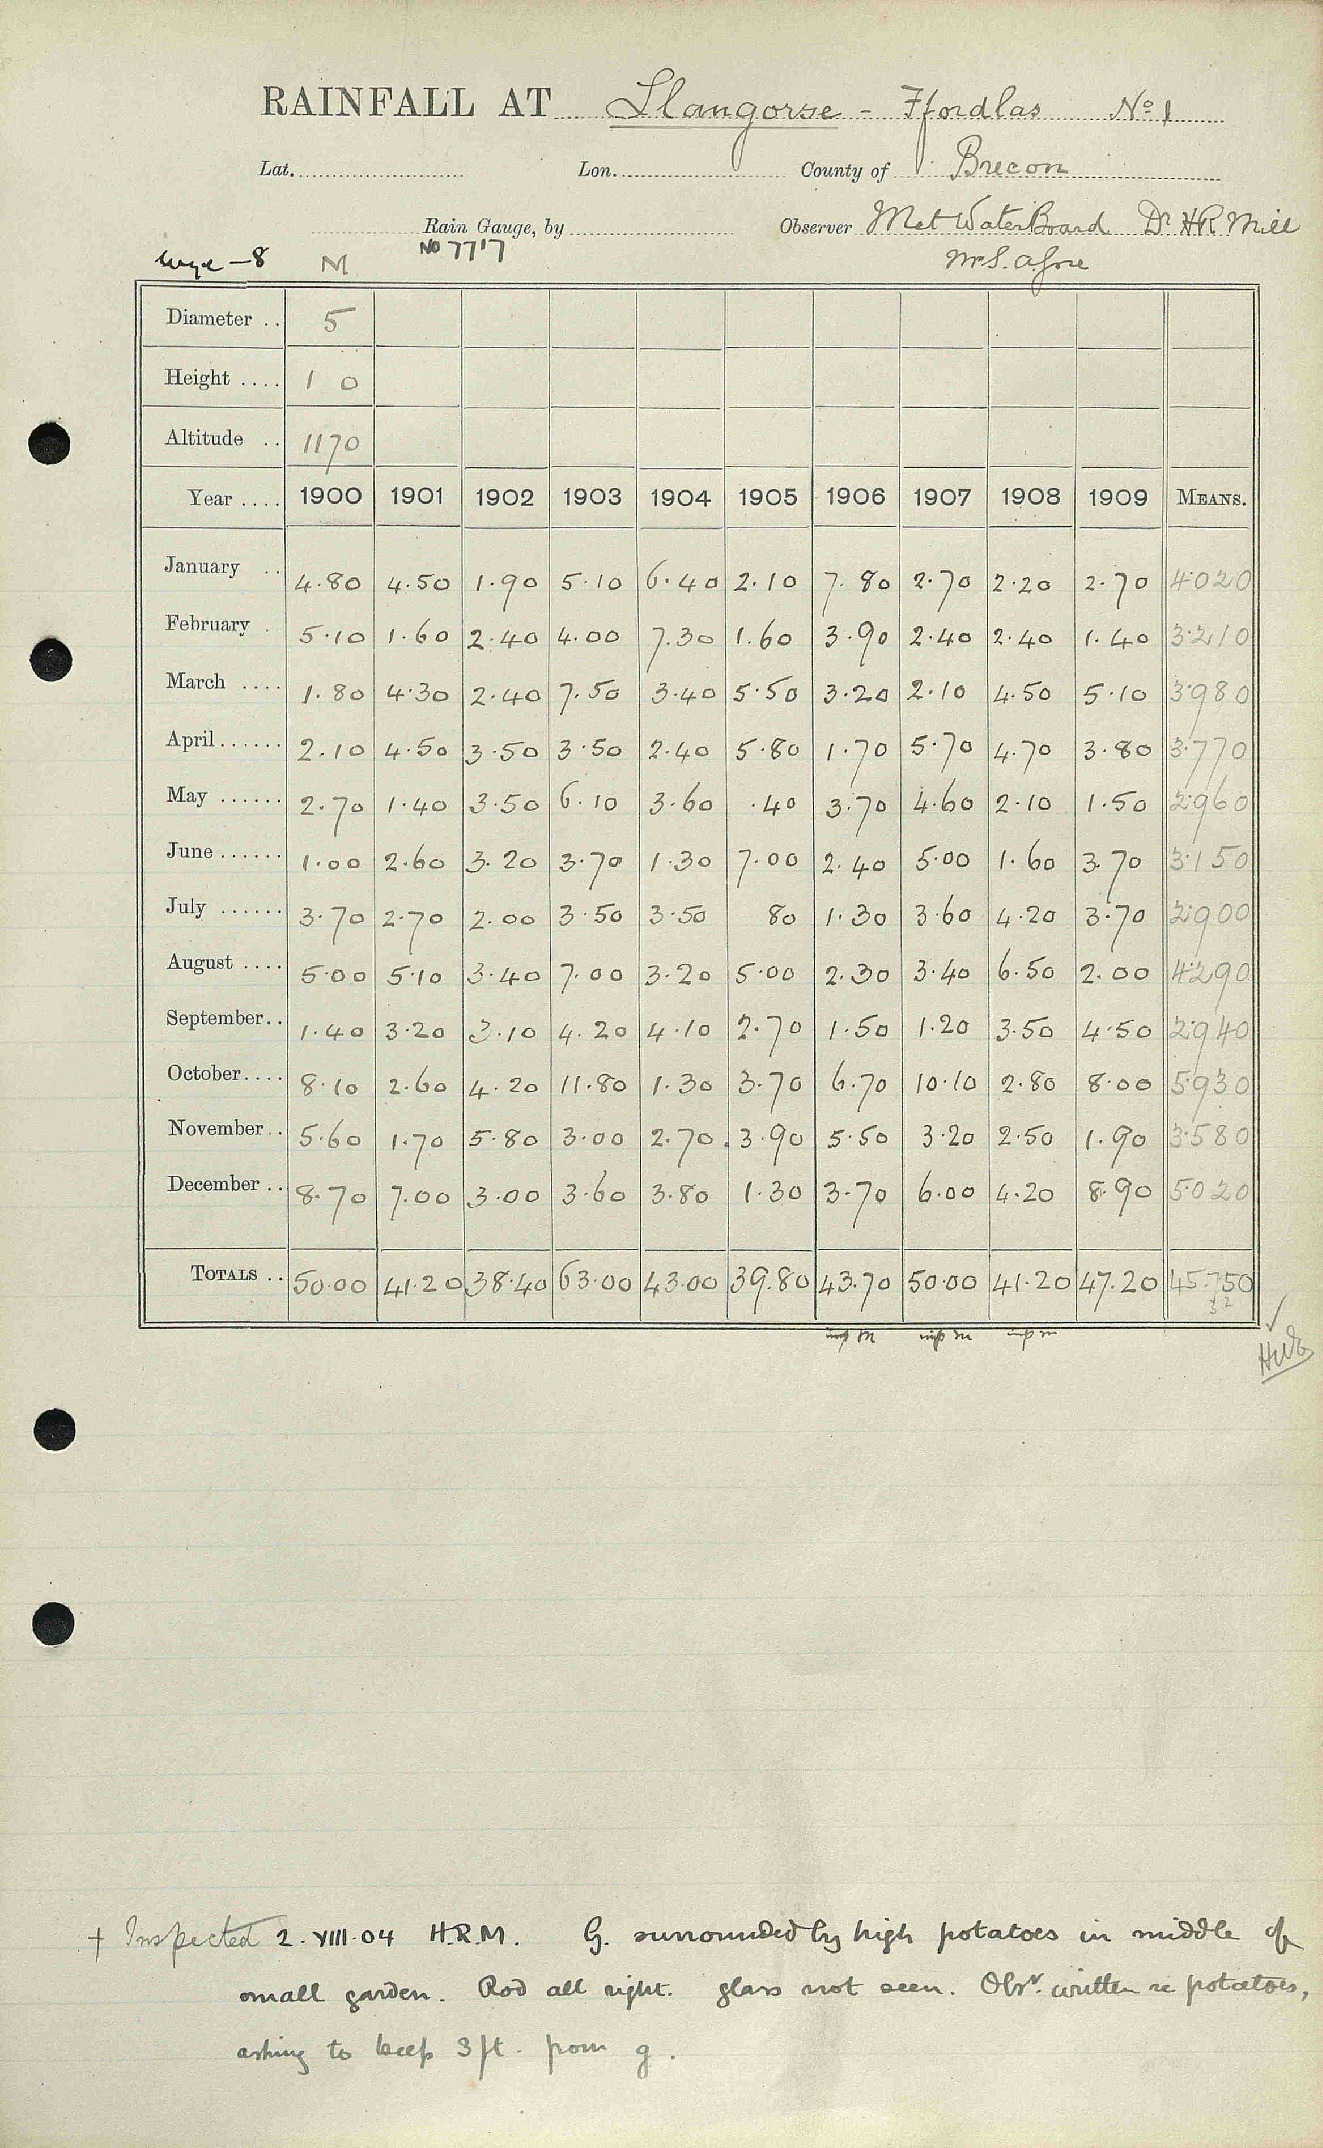 RAINFALL AT Llangorse - Ffordlas No 1
Lat. Lon. County of Brecon
Rain Gauge, by Observer Met Water Board Dr H R Mill
Wye - 8 M No 7717 Mr S.
Diameter .. 5
Height .... 1 0
Altitude .. 1170
Year .... 1900 1901 1902 1903 1904 1905 1906 1907 1908 1909 MEANS.
January .. 4.80 4.50 1.90 5.10 6.40 2.10 7.80 2.70 2.20 2.70 4.020
February . 5.10 1.60 2.40 4.00 7.30 1.60 3.90 2.40 2.40 1.40 3.210
March .... 1.80 4.30 2.40 7.50 3.40 5.50 3.20 2.10 4.50 5.10 3.980
April ...... 2.10 4.50 3.50 3.50 2.40 5.80 1.70 5.70 4.70 3.80 3.770
May ...... 2.70 1.40 3.50 6.10 3.60 .40 3.70 4.60 2.10 1.50 2.960
June ...... 1.00 2.60 3.20 3.70 1.30 7.00 2.40 5.00 1.60 3.70 3.150
July ...... 3.70 2.70 2.00 3.50 3.50 80 1.30 3.60 4.20 3.70 2.900
August .... 5.00 5.10 3.40 7.00 3.20 5.00 2.30 3.40 6.50 2.00 4.290
September .. 1.40 3.20 3.10 4.20 4.10 2.70 1.50 1.20 3.50 4.50 2.940
October .... 8.10 2.60 4.20 11.80 1.30 3.70 6.70 10.10 2.80 8.00 5.930
November .. 5.60 1.70 5.80 3.00 2.70 3.90 5.50 3.20 2.50 1.90 3.580
December .. 8.70 7.00 3.00 3.60 3.80 1.30 3.70 6.00 4.20 8.90 5.020
TOTALS .. 50.00 41.20 38.40 63.00 43.00 39.80 43.70 50.00 41.20 47.20 45.750
32
† Inspected 2.VIII.04 H.R.M. G. surrounded by high potatoes in middle of
small garden. Rod all right. glass not seen. Obsr. written re potatoes,
asking to keep 3 ft. from g.